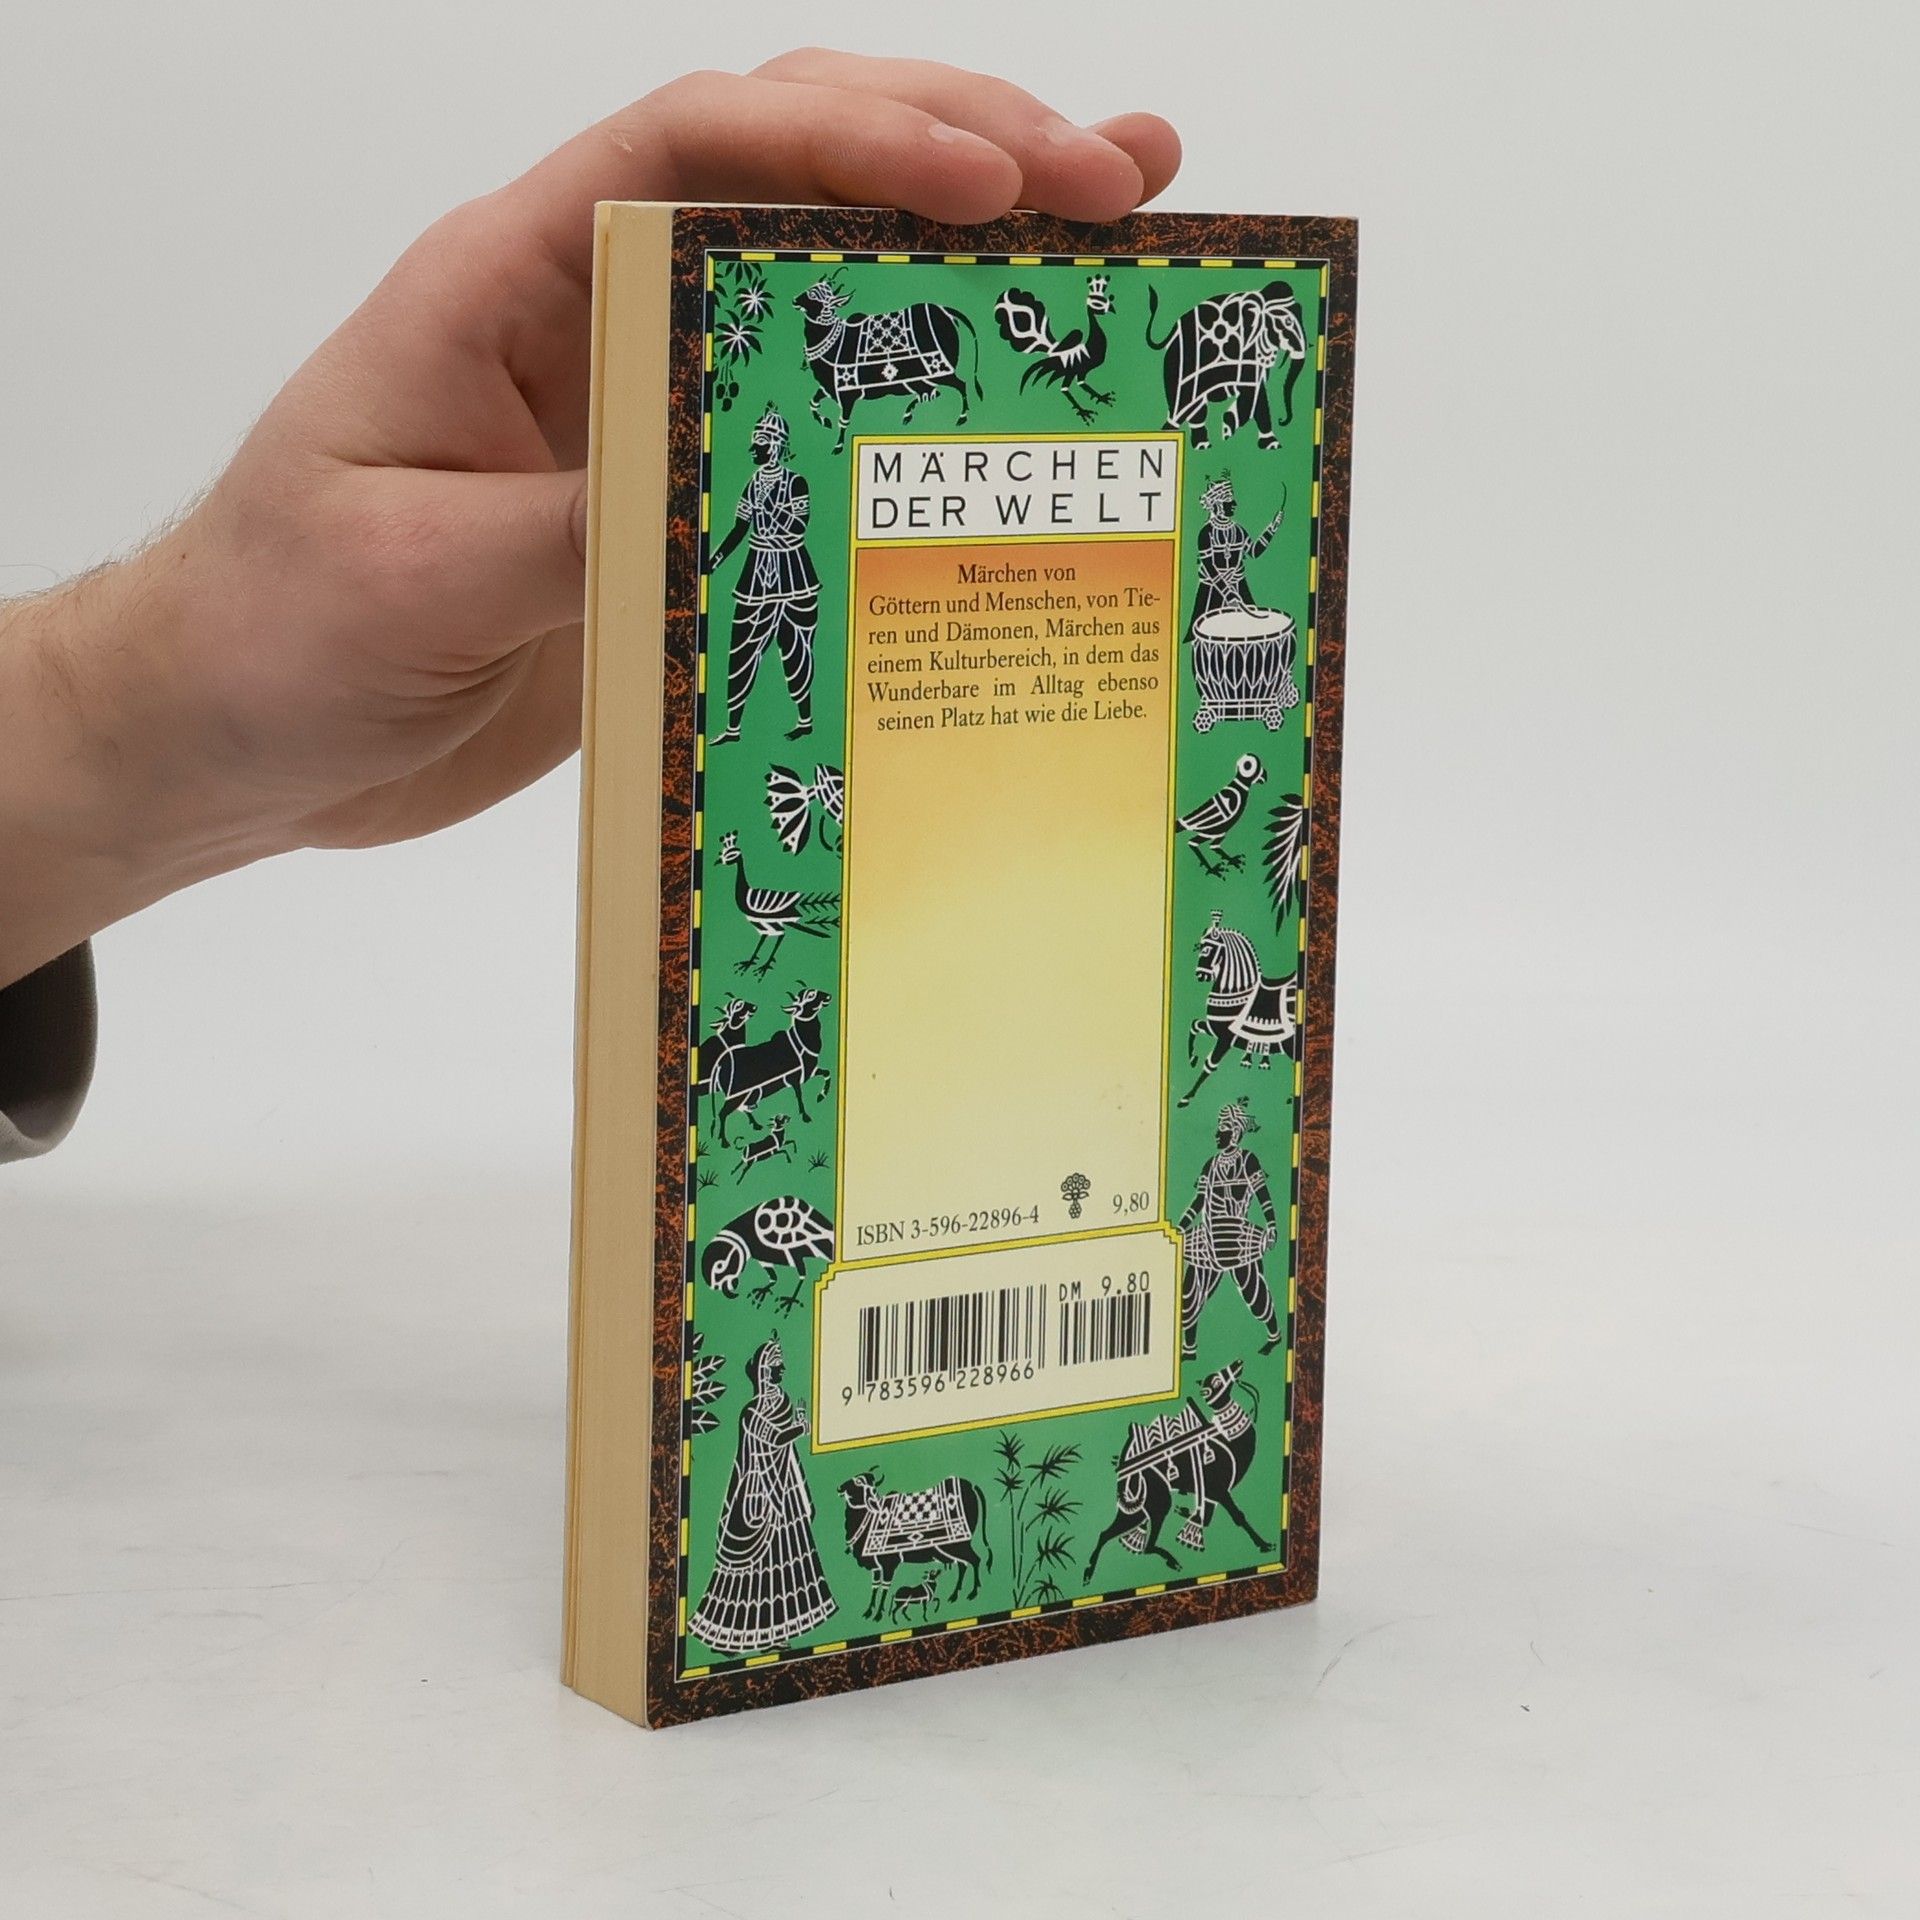 MÄRCHEN
DER WELT
Märchen von
Göttern und Menschen, von Tie-
ren und Dämonen, Märchen aus
einem Kulturbereich, in dem das
Wunderbare im Alltag ebenso
seinen Platz hat wie die Liebe.
ISBN 3-596-22896-4 9,80
DM 9.80
9 783596 228966